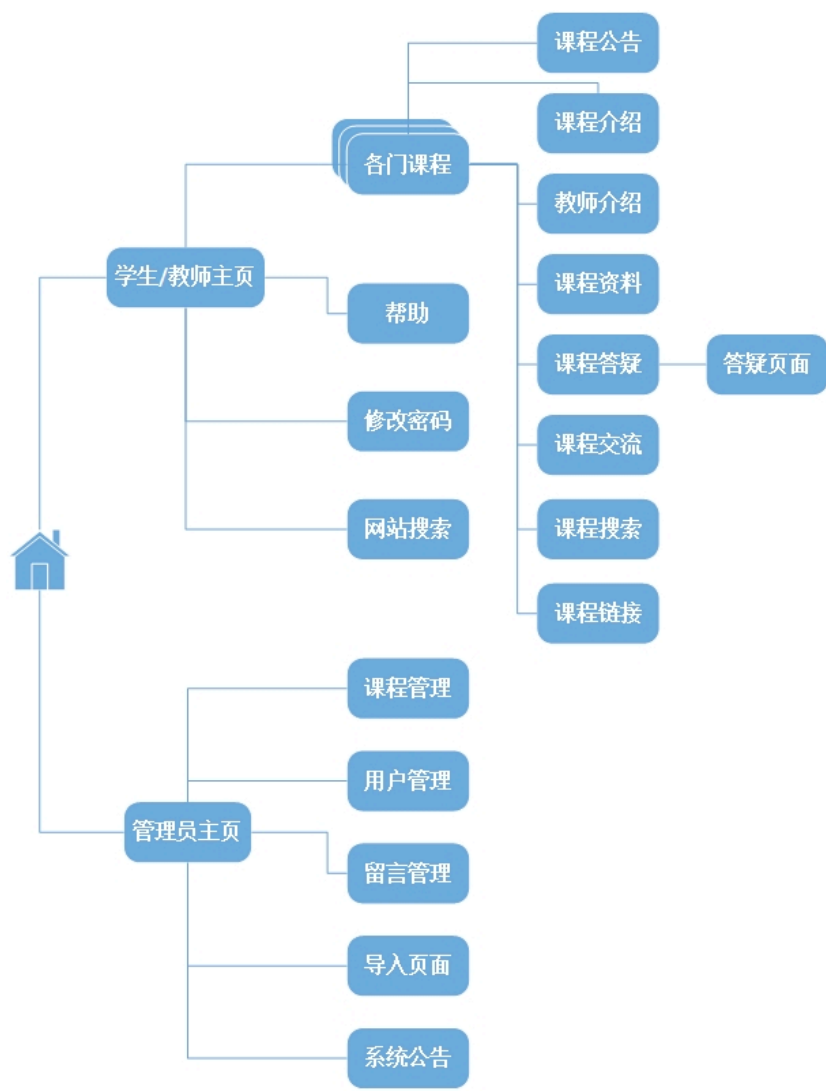 课程公告
课程介绍
各门课程
教师介绍
学生/教师主页
课程资料
帮助
课程答疑
答疑页面
修改密码
课程交流
网站搜索
课程搜索
课程链接
课程管理
用户管理
管理员主页
留言管理
导入页面
系统公告